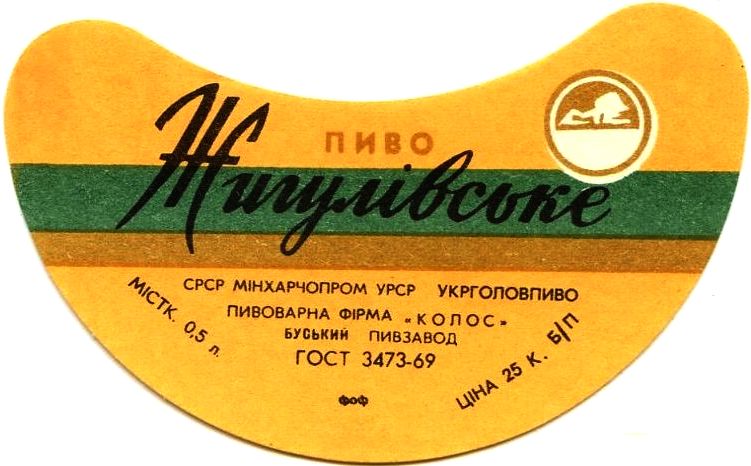 ПИВО
Жигулівське
СРСР МІНХАРЧОПРОМ УРСР УКРГОЛОВПИВО
ПИВОВАРНА ФІРМА «КОЛОС»
БУСЬКИЙ ПИВЗАВОД
ГОСТ 3473-69
МІСТК. 0,5 л.
ЦІНА 25 К. Б/П
ФОФ